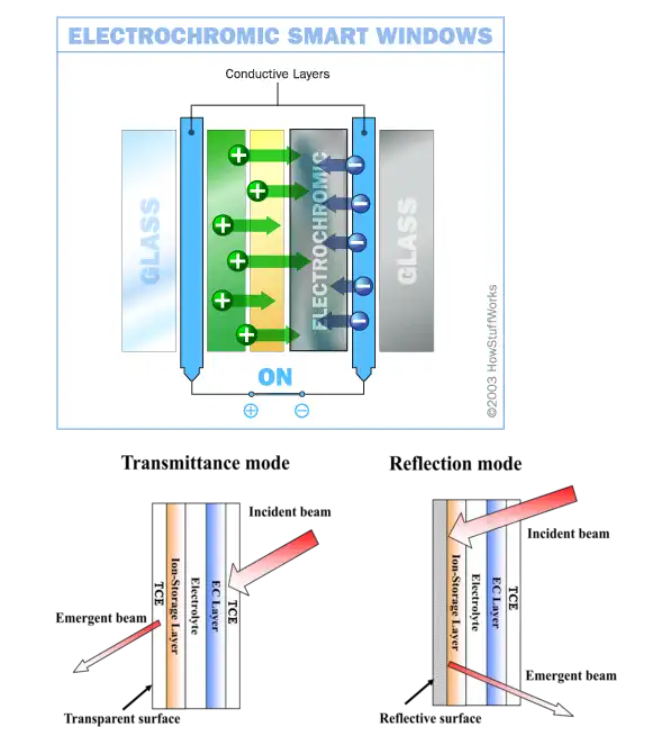 ELECTROCHROMIC SMART WINDOWS
Conductive Layers
GLASS
ELECTROCHROMIC
GLASS
ON
©2003 HowStuffWorks
Transmittance mode
Incident beam
TCE
Ion-Storage Layer
Electrolyte
EC Layer
TCE
Emergent beam
Transparent surface
Reflection mode
Incident beam
Ion-Storage Layer
Electrolyte
EC Layer
TCE
Emergent beam
Reflective surface